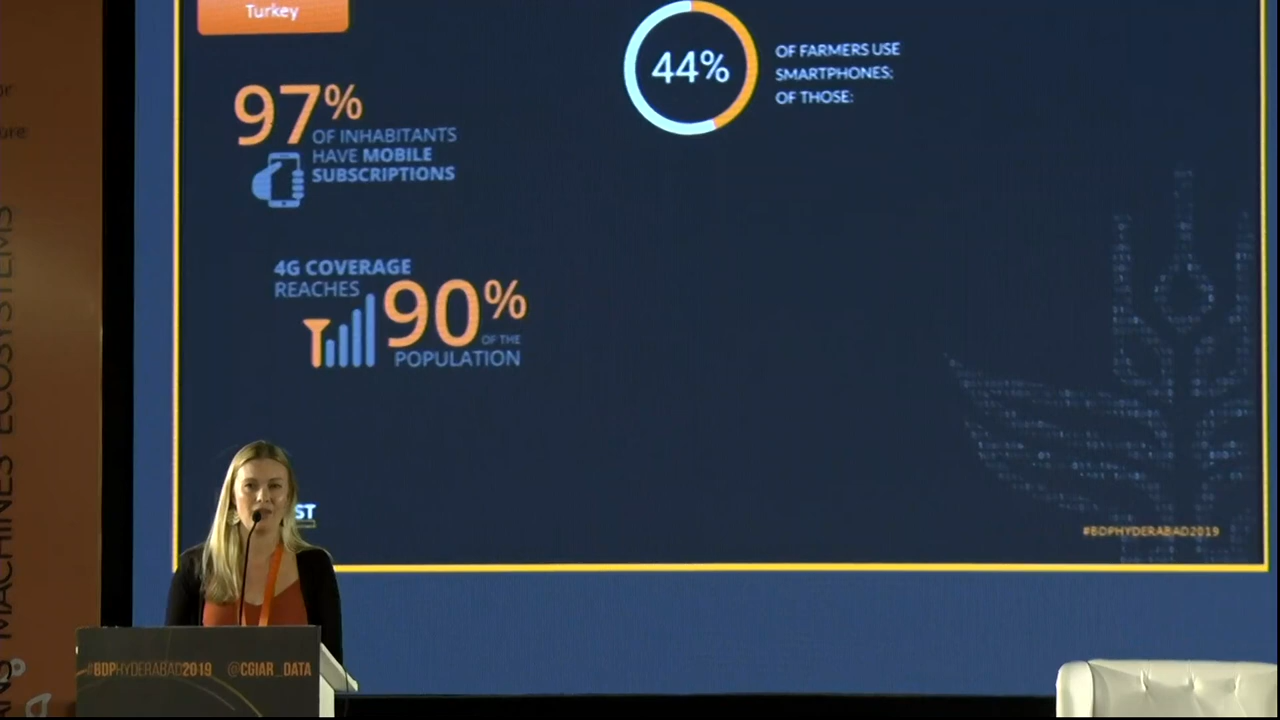 Turkey
97%
OF INHABITANTS
HAVE MOBILE
SUBSCRIPTIONS
4G COVERAGE
REACHES
90%
OF THE
POPULATION
44%
OF FARMERS USE
SMARTPHONES;
OF THOSE:
ST
#BDPHYDERABAD2019
#BDPHYDERABAD2019 @CGIAR_DATA
MACHINES ECOSYSTEMS